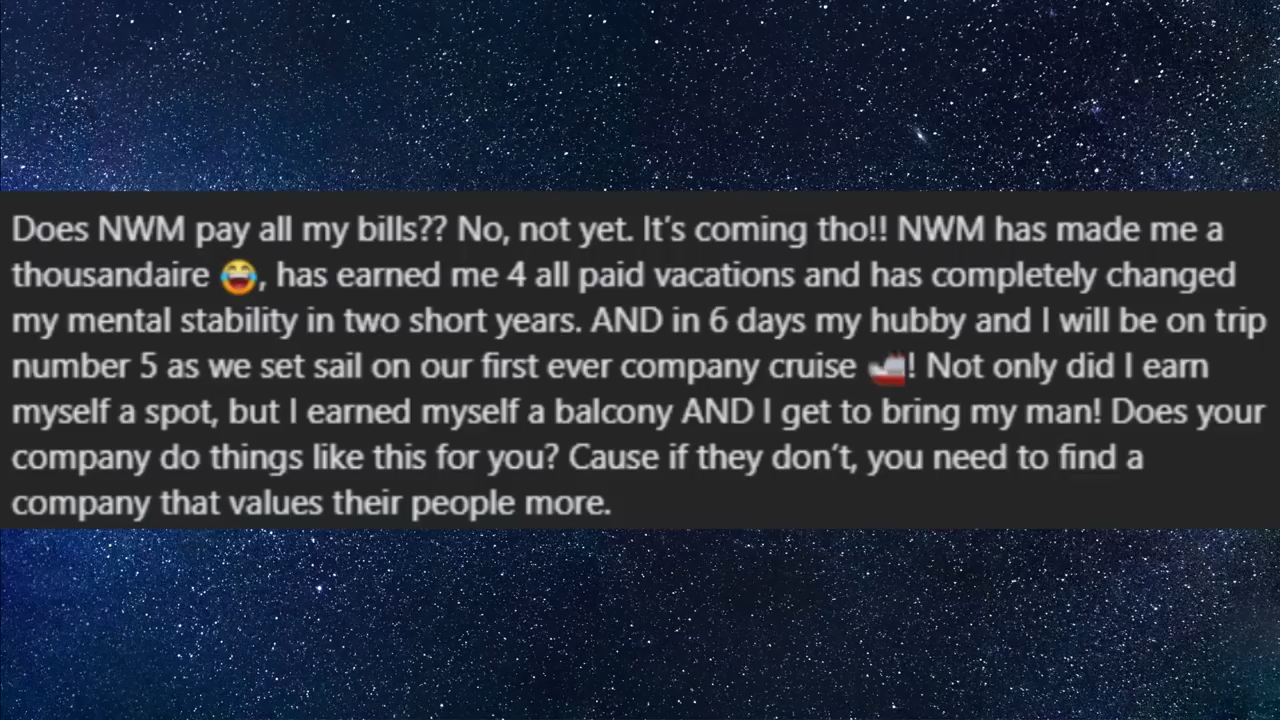 Does NWM pay all my bills?? No, not yet. It's coming tho!! NWM has made me a
thousandaire 😂, has earned me 4 all paid vacations and has completely changed
my mental stability in two short years. AND in 6 days my hubby and I will be on trip
number 5 as we set sail on our first ever company cruise 🛳️! Not only did I earn
myself a spot, but I earned myself a balcony AND I get to bring my man! Does your
company do things like this for you? Cause if they don't, you need to find a
company that values their people more.